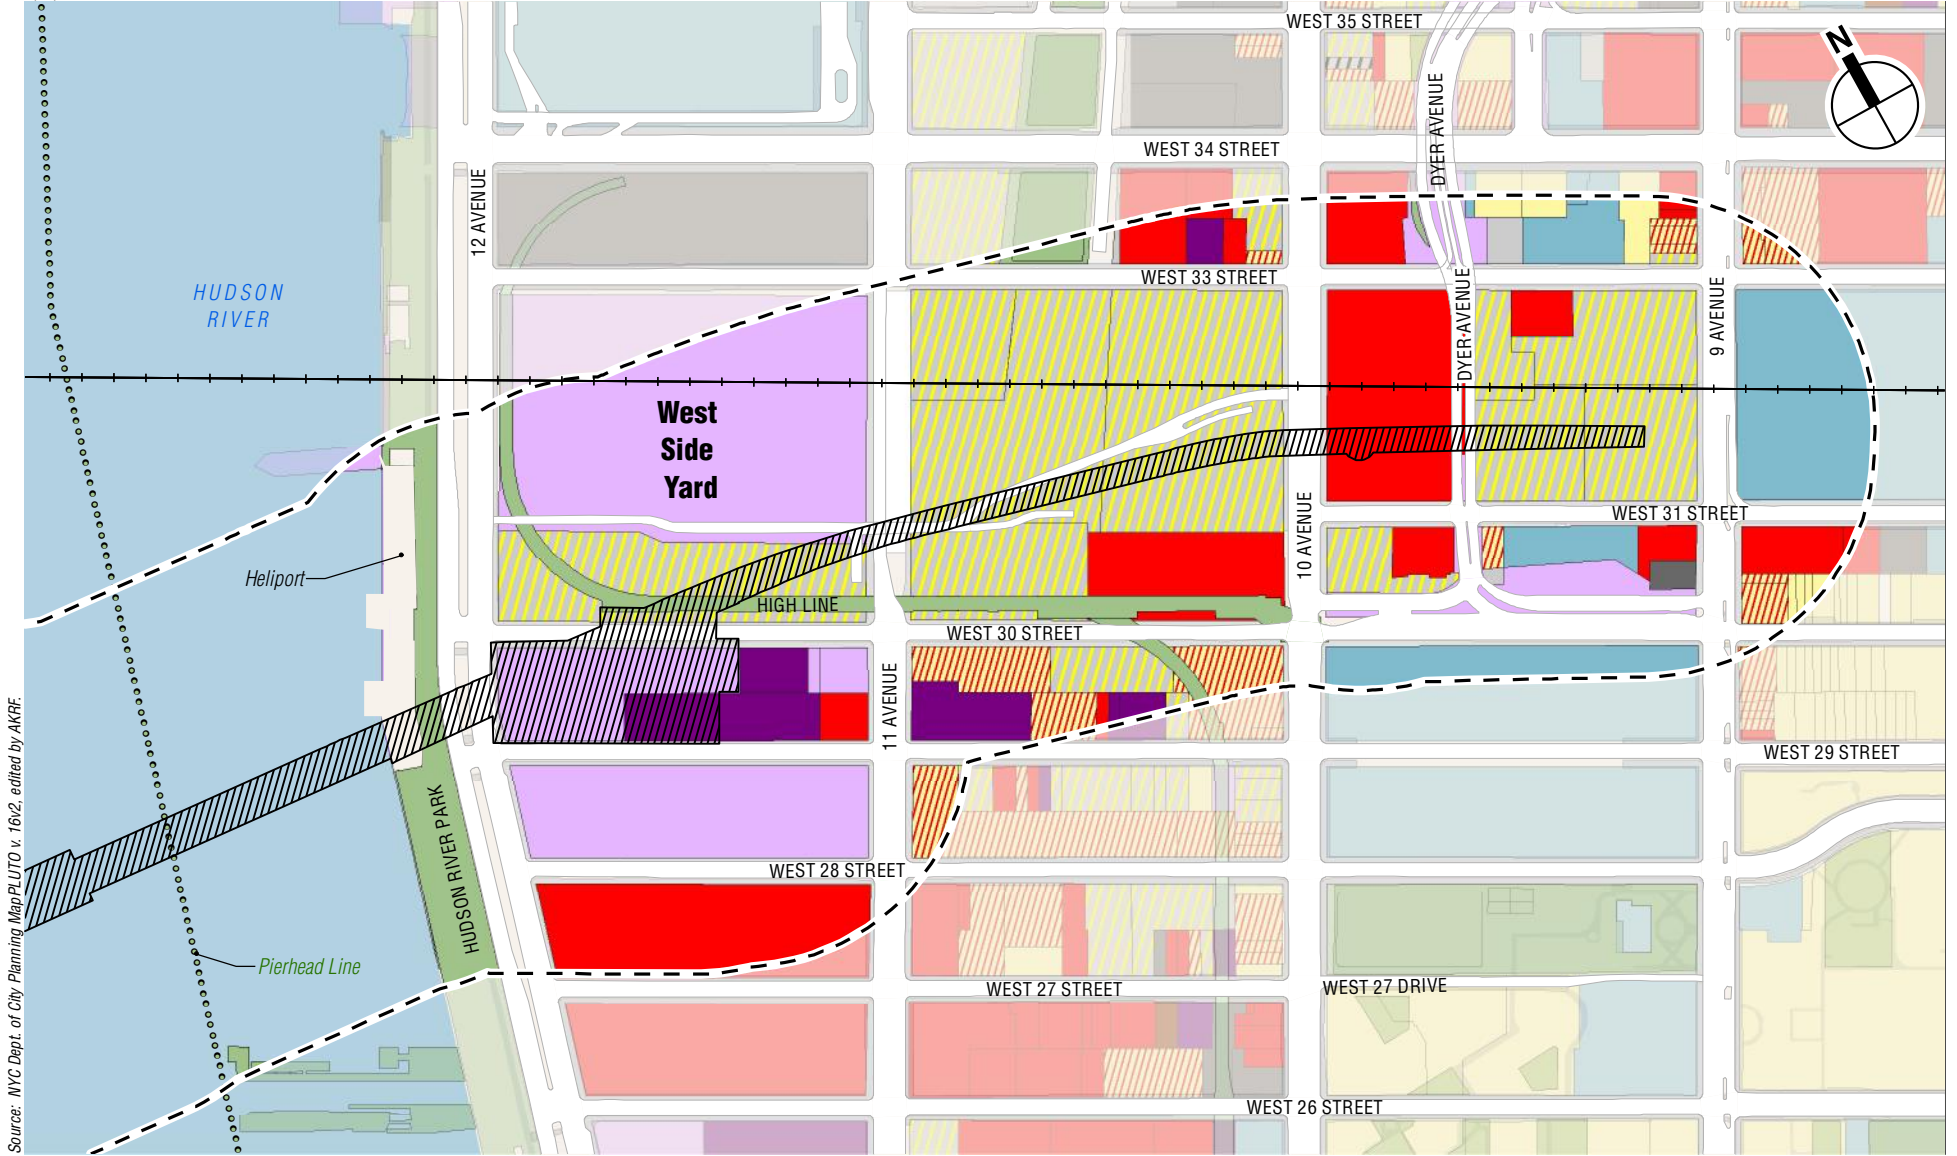 WEST 35 STREET
N
DYER AVENUE
WEST 34 STREET
12 AVENUE
WEST 33 STREET
HUDSON
RIVER
DYER AVENUE
9 AVENUE
West
Side
Yard
10 AVENUE
WEST 31 STREET
Heliport
HIGH LINE
WEST 30 STREET
11 AVENUE
WEST 29 STREET
HUDSON RIVER PARK
WEST 28 STREET
Pierhead Line
WEST 27 STREET
WEST 27 DRIVE
WEST 26 STREET
Source: NYC Dept. of City Planning MapPLUTO v. 16v2, edited by AKRF.